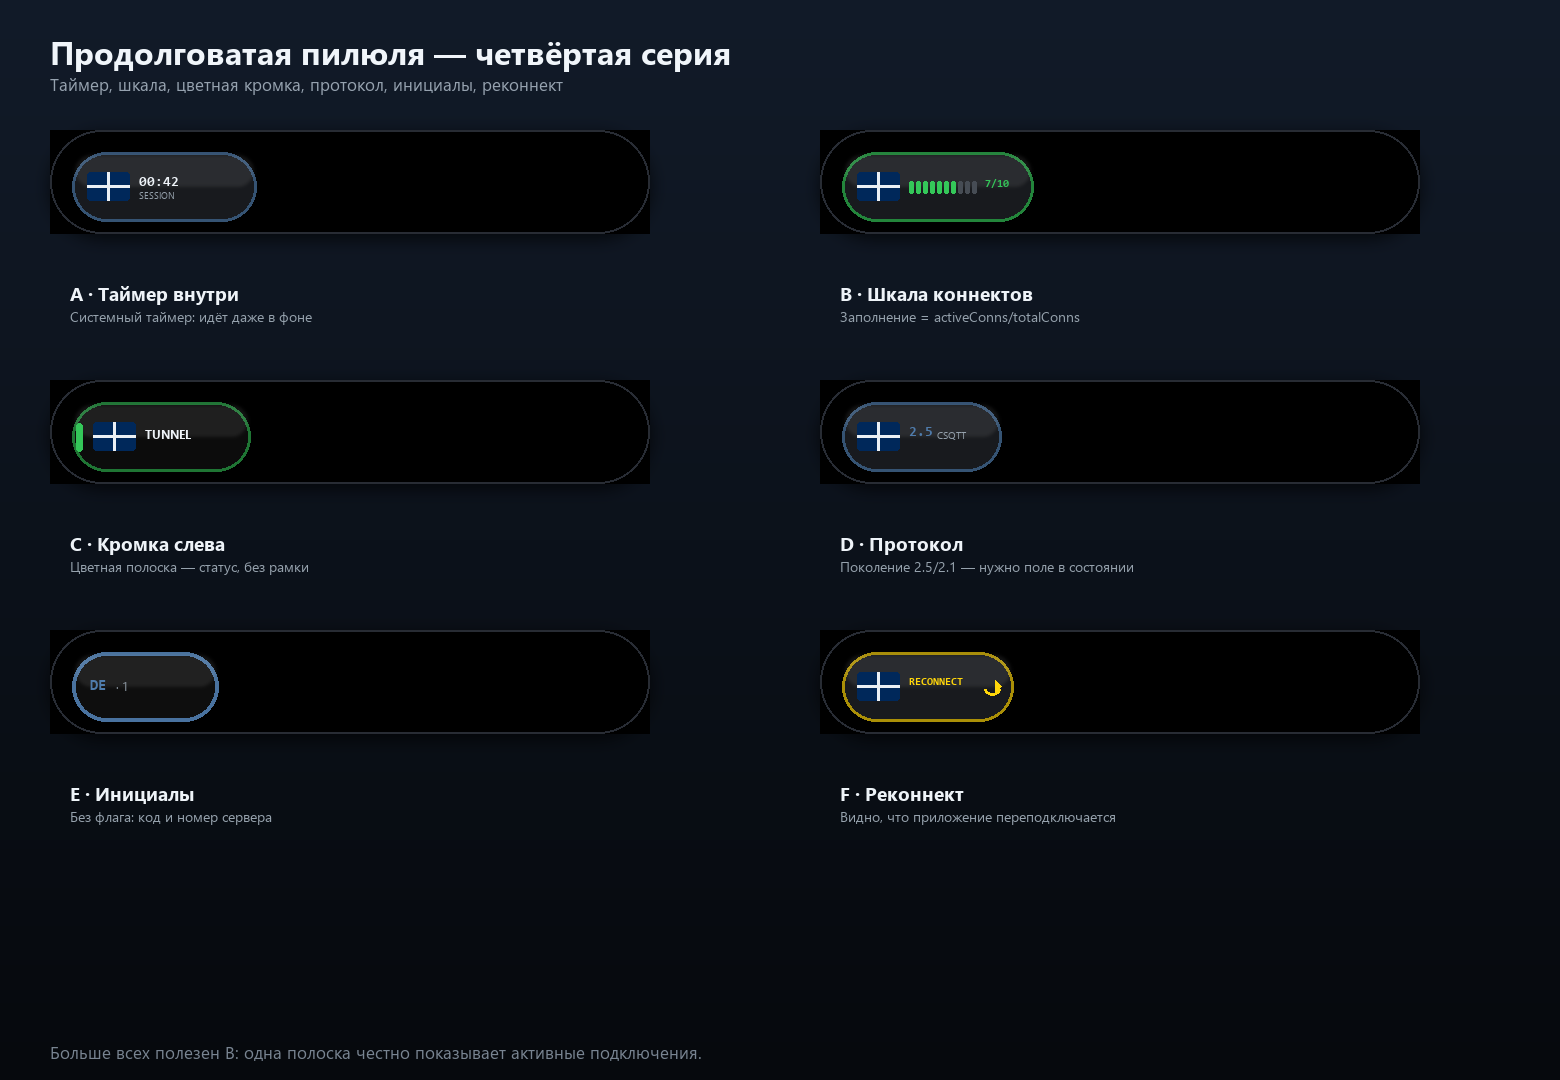 Продолговатая пилюля — четвёртая серия
Таймер, шкала, цветная кромка, протокол, инициалы, реконнект
00:42
SESSION
7/10
A · Таймер внутри
Системный таймер: идёт даже в фоне
B · Шкала коннектов
Заполнение = activeConns/totalConns
TUNNEL
2.5 CSQTT
C · Кромка слева
Цветная полоска — статус, без рамки
D · Протокол
Поколение 2.5/2.1 — нужно поле в состоянии
DE · 1
RECONNECT
E · Инициалы
Без флага: код и номер сервера
F · Реконнект
Видно, что приложение переподключается
Больше всех полезен B: одна полоска честно показывает активные подключения.